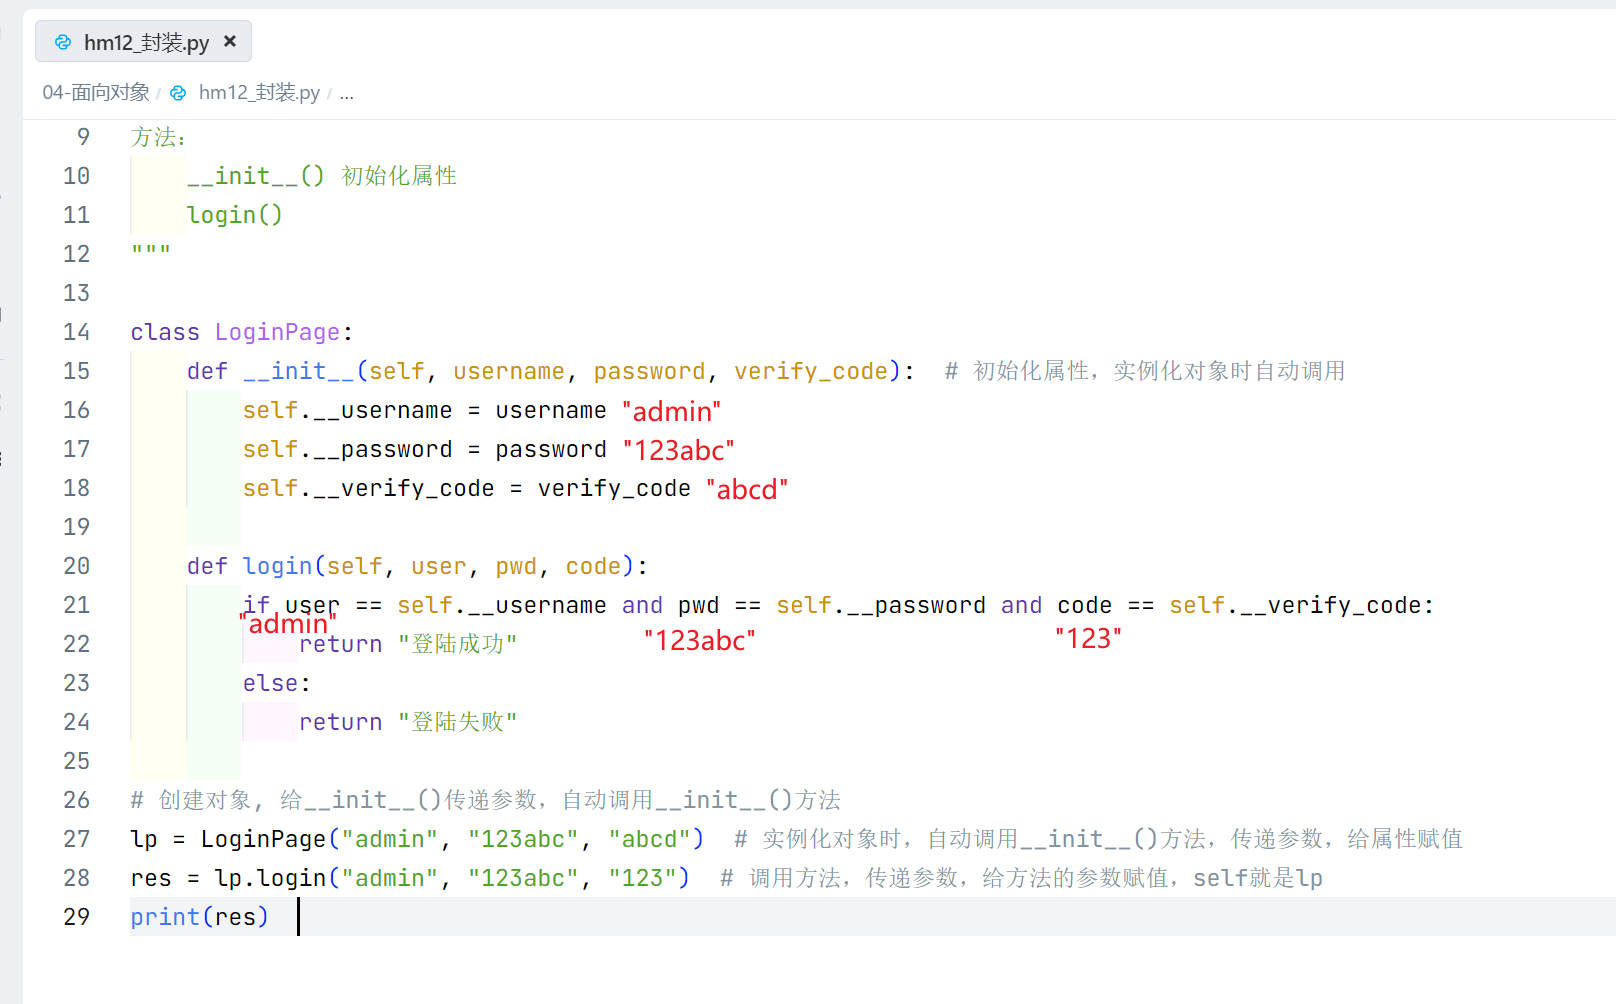 hm12_封装.py ×
04-面向对象 / hm12_封装.py / ...
9 方法：
10 __init__() 初始化属性
11 login()
12 """
13
14 class LoginPage:
15 def __init__(self, username, password, verify_code):  # 初始化属性，实例化对象时自动调用
16 self.__username = username "admin"
17 self.__password = password "123abc"
18 self.__verify_code = verify_code "abcd"
19
20 def login(self, user, pwd, code):
21 if user == self.__username and pwd == self.__password and code == self.__verify_code:
"admin"
22 return "登陆成功" "123abc" "123"
23 else:
24 return "登陆失败"
25
26 # 创建对象, 给__init__()传递参数，自动调用__init__()方法
27 lp = LoginPage("admin", "123abc", "abcd")  # 实例化对象时，自动调用__init__()方法，传递参数，给属性赋值
28 res = lp.login("admin", "123abc", "123")  # 调用方法，传递参数，给方法的参数赋值，self就是lp
29 print(res)